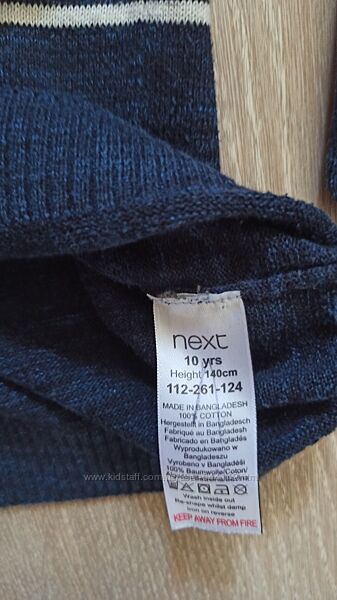 next
10 yrs
Height 140cm
112-261-124
MADE IN BANGLADESH
100% COTTON
Hergestellt in Bangladesch
Fabriqué au Bangladesh
Fabricado en Bangladés
Wyprodukowano w
Bangladeszu
Vyrobeno v Bangladéši
100% Baumwolle/Coton/
Wash inside out
Re-shape whilst damp
Iron on reverse
KEEP AWAY FROM FIRE